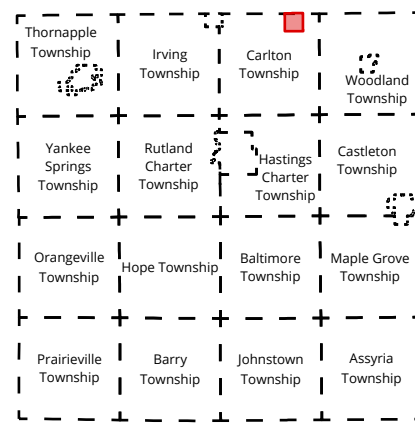 Thornapple
Township
Irving
Township
Carlton
Township
Woodland
Township
Yankee
Springs
Township
Rutland
Charter
Township
Hastings
Charter
Township
Castleton
Township
Orangeville
Township
Hope Township
Baltimore
Township
Maple Grove
Township
Prairieville
Township
Barry
Township
Johnstown
Township
Assyria
Township